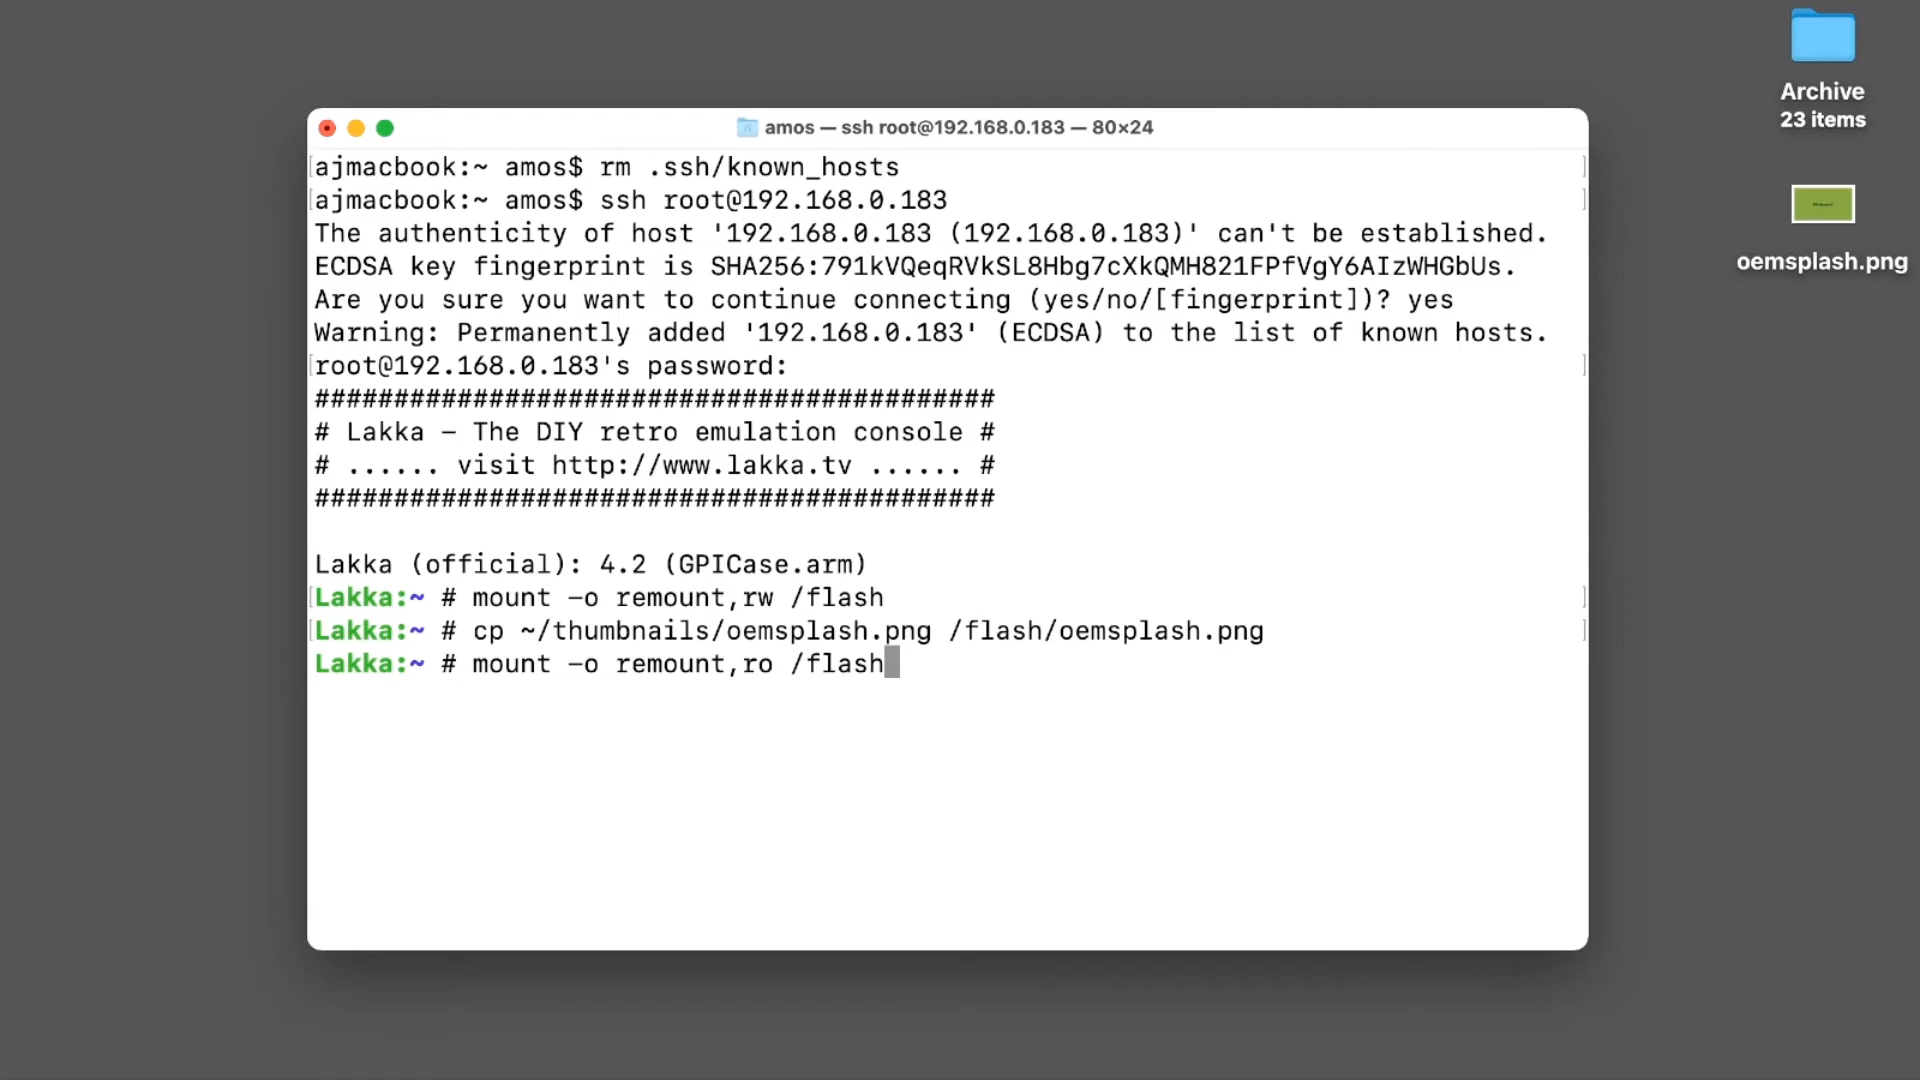 amos — ssh root@192.168.0.183 — 80×24
ajmacbook:~ amos$ rm .ssh/known_hosts
ajmacbook:~ amos$ ssh root@192.168.0.183
The authenticity of host '192.168.0.183 (192.168.0.183)' can't be established.
ECDSA key fingerprint is SHA256:791kVQeqRVkSL8Hbg7cXkQMH821FPfVgY6AIzWHGbUs.
Are you sure you want to continue connecting (yes/no/[fingerprint])? yes
Warning: Permanently added '192.168.0.183' (ECDSA) to the list of known hosts.
root@192.168.0.183's password:
###########################################
# Lakka – The DIY retro emulation console #
# ...... visit http://www.lakka.tv ...... #
###########################################
Lakka (official): 4.2 (GPICase.arm)
Lakka:~ # mount –o remount,rw /flash
Lakka:~ # cp ~/thumbnails/oemsplash.png /flash/oemsplash.png
Lakka:~ # mount –o remount,ro /flash
Archive
23 items
oemsplash.png